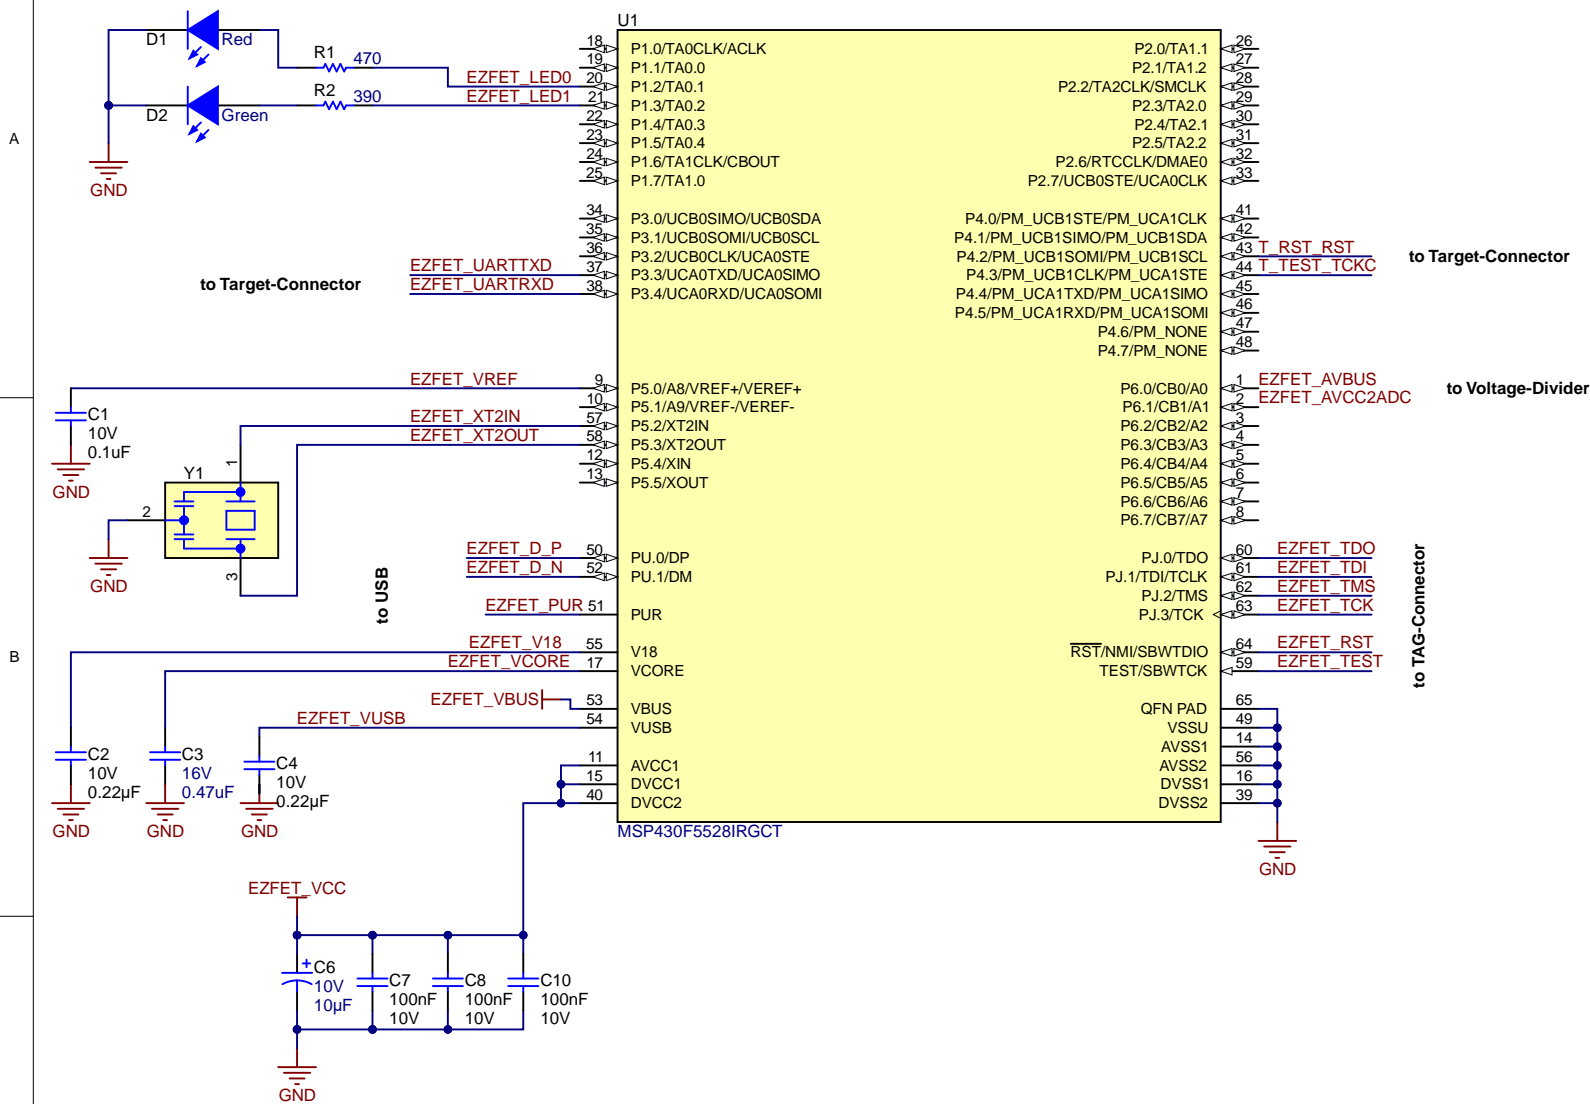 U1
D1
Red
R1
470
EZFET_LED0
R2
390
EZFET_LED1
D2
Green
GND
A
18 P1.0/TA0CLK/ACLK
19 P1.1/TA0.0
20 P1.2/TA0.1
21 P1.3/TA0.2
22 P1.4/TA0.3
23 P1.5/TA0.4
24 P1.6/TA1CLK/CBOUT
25 P1.7/TA1.0
P2.0/TA1.1 26
P2.1/TA1.2 27
P2.2/TA2CLK/SMCLK 28
P2.3/TA2.0 29
P2.4/TA2.1 30
P2.5/TA2.2 31
P2.6/RTCCLK/DMAE0 32
P2.7/UCB0STE/UCA0CLK 33
34 P3.0/UCB0SIMO/UCB0SDA
35 P3.1/UCB0SOMI/UCB0SCL
36 P3.2/UCB0CLK/UCA0STE
EZFET_UARTTXD 37 P3.3/UCA0TXD/UCA0SIMO
EZFET_UARTRXD 38 P3.4/UCA0RXD/UCA0SOMI
to Target-Connector
P4.0/PM_UCB1STE/PM_UCA1CLK 41
P4.1/PM_UCB1SIMO/PM_UCB1SDA 42
P4.2/PM_UCB1SOMI/PM_UCB1SCL 43 T_RST_RST
P4.3/PM_UCB1CLK/PM_UCA1STE 44 T_TEST_TCKC
P4.4/PM_UCA1TXD/PM_UCA1SIMO 45
P4.5/PM_UCA1RXD/PM_UCA1SOMI 46
P4.6/PM_NONE 47
P4.7/PM_NONE 48
to Target-Connector
EZFET_VREF 9 P5.0/A8/VREF+/VEREF+
10 P5.1/A9/VREF-/VEREF-
EZFET_XT2IN 57 P5.2/XT2IN
EZFET_XT2OUT 58 P5.3/XT2OUT
12 P5.4/XIN
13 P5.5/XOUT
P6.0/CB0/A0 1 EZFET_AVBUS
P6.1/CB1/A1 2 EZFET_AVCC2ADC
P6.2/CB2/A2 3
P6.3/CB3/A3 4
P6.4/CB4/A4 5
P6.5/CB5/A5 6
P6.6/CB6/A6 7
P6.7/CB7/A7 8
to Voltage-Divider
C1
10V
0.1uF
GND
Y1
1
2
3
GND
EZFET_D_P 50 PU.0/DP
EZFET_D_N 52 PU.1/DM
EZFET_PUR 51 PUR
to USB
PJ.0/TDO 60 EZFET_TDO
PJ.1/TDI/TCLK 61 EZFET_TDI
PJ.2/TMS 62 EZFET_TMS
PJ.3/TCK 63 EZFET_TCK
RST/NMI/SBWTDIO 64 EZFET_RST
TEST/SBWTCK 59 EZFET_TEST
to TAG-Connector
B
EZFET_V18 55 V18
EZFET_VCORE 17 VCORE
EZFET_VBUS 53 VBUS
EZFET_VUSB 54 VUSB
11 AVCC1
15 DVCC1
40 DVCC2
QFN PAD 65
VSSU 49
AVSS1 14
AVSS2 56
DVSS1 16
DVSS2 39
GND
C2
10V
0.22µF
GND
C3
16V
0.47uF
GND
C4
10V
0.22µF
GND
MSP430F5528IRGCT
EZFET_VCC
+
C6
10V
10µF
C7
100nF
10V
C8
100nF
10V
C10
100nF
10V
GND